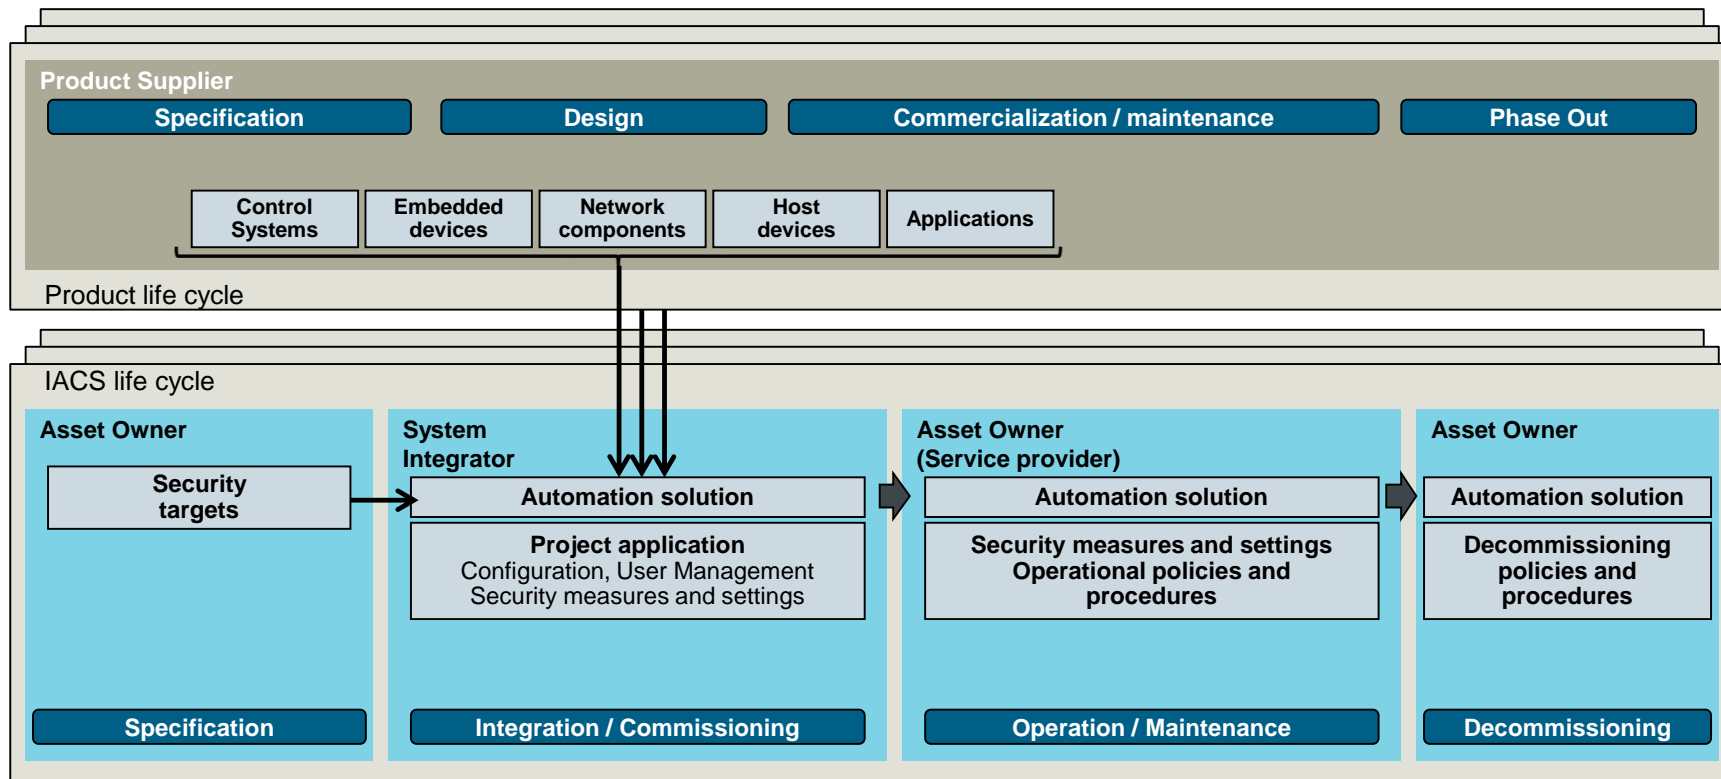 Product Supplier
Specification
Design
Commercialization / maintenance
Phase Out
Control
Systems
Embedded
devices
Network
components
Host
devices
Applications
Product life cycle
IACS life cycle
Asset Owner
Security
targets
Specification
System
Integrator
Automation solution
Project application
Configuration, User Management
Security measures and settings
Integration / Commissioning
Asset Owner
(Service provider)
Automation solution
Security measures and settings
Operational policies and
procedures
Operation / Maintenance
Asset Owner
Automation solution
Decommissioning
policies and
procedures
Decommissioning